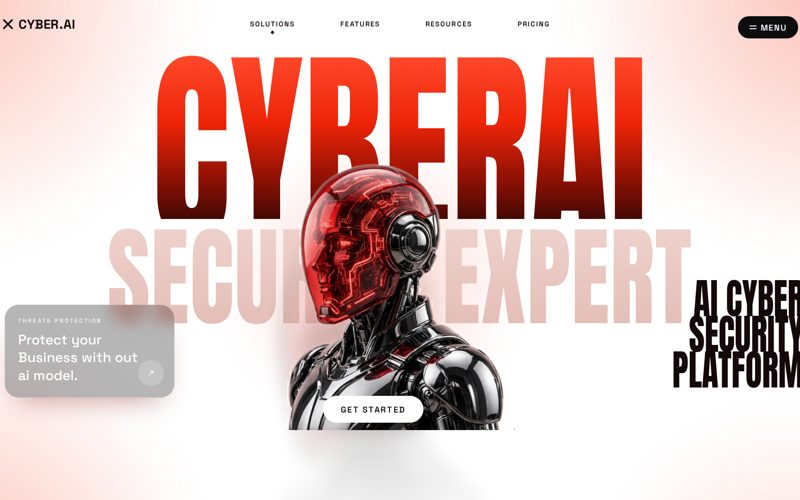 CYBER.AI
SOLUTIONS
FEATURES
RESOURCES
PRICING
MENU
CYBERAI
SECURITY EXPERT
THREATS PROTECTION
Protect your
Business with out
ai model.
AI CYBER
SECURITY
PLATFORM
GET STARTED